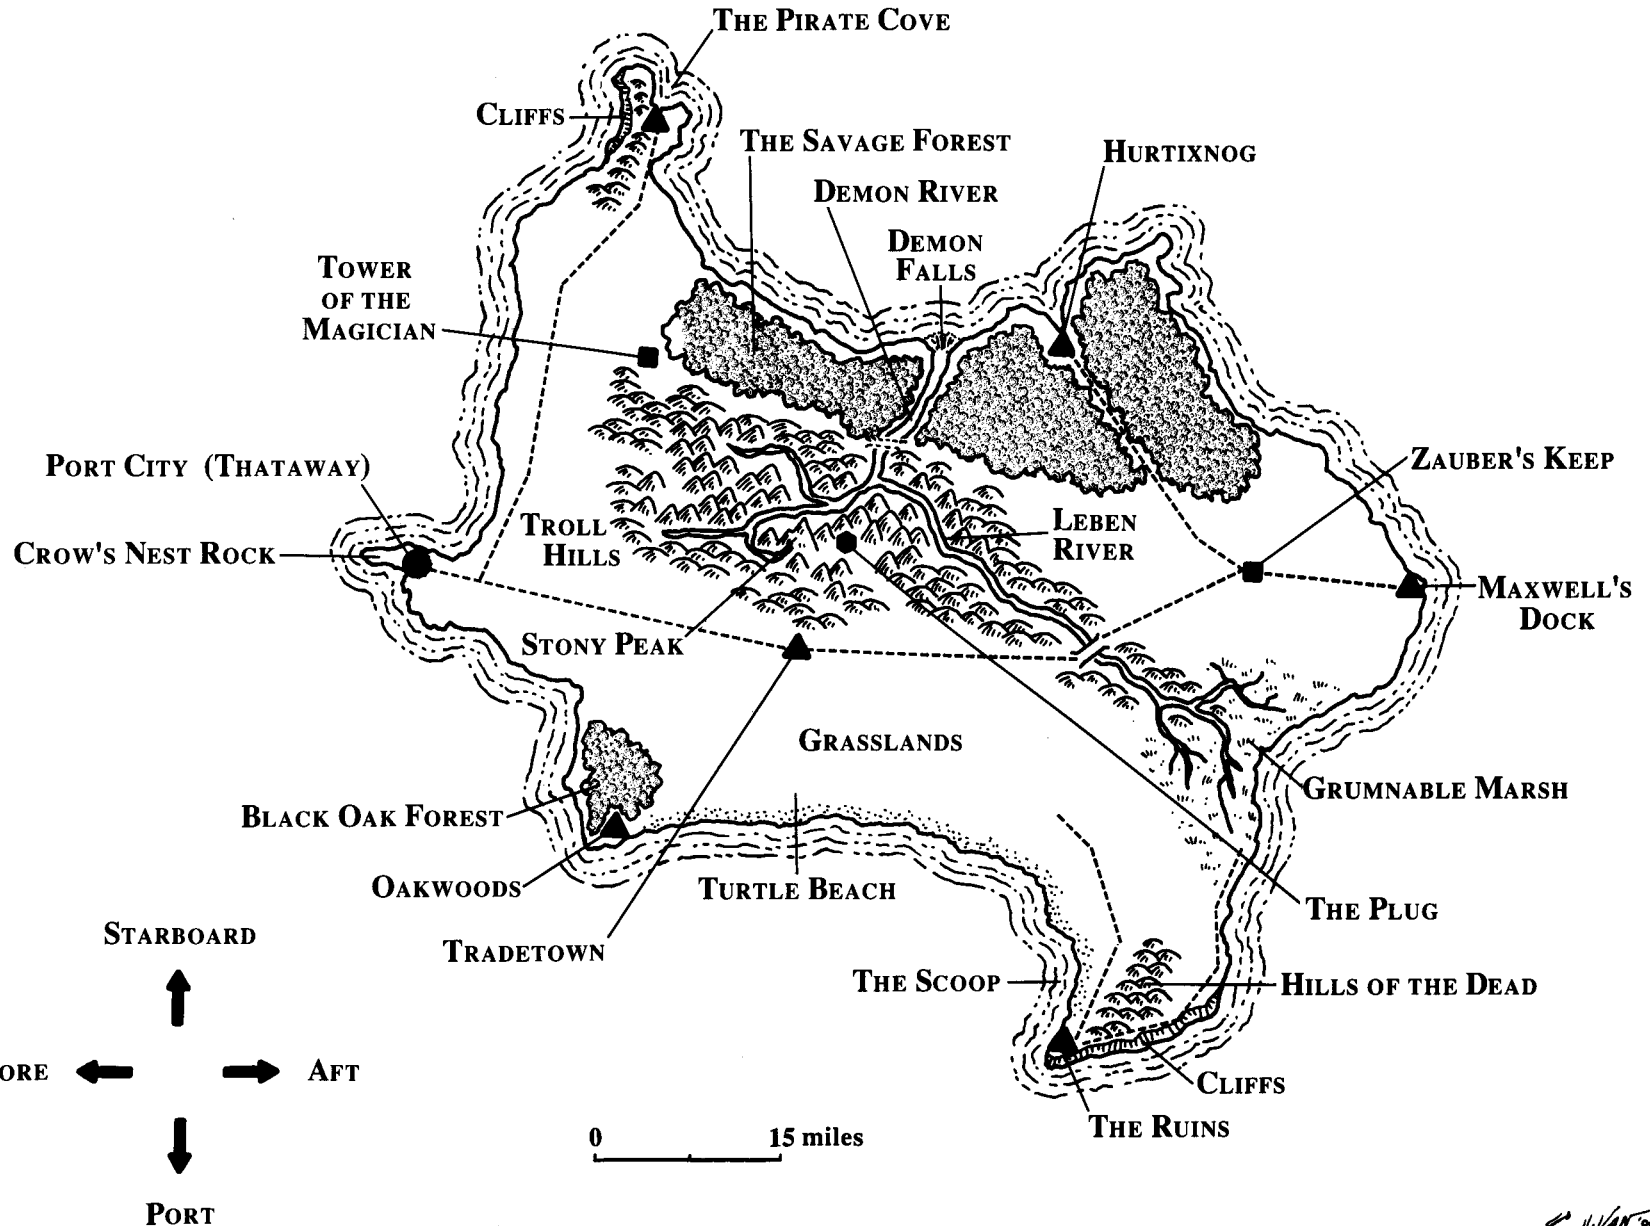 THE PIRATE COVE
CLIFFS
THE SAVAGE FOREST
HURTIXNOG
DEMON RIVER
DEMON
FALLS
TOWER
OF THE
MAGICIAN
PORT CITY (THATAWAY)
ZAUBER'S KEEP
TROLL
HILLS
LEBEN
RIVER
CROW'S NEST ROCK
MAXWELL'S
DOCK
STONY PEAK
GRASSLANDS
GRUMNABLE MARSH
BLACK OAK FOREST
OAKWOODS
TURTLE BEACH
THE PLUG
TRADETOWN
STARBOARD
THE SCOOP
HILLS OF THE DEAD
ORE
AFT
CLIFFS
THE RUINS
0 15 miles
PORT